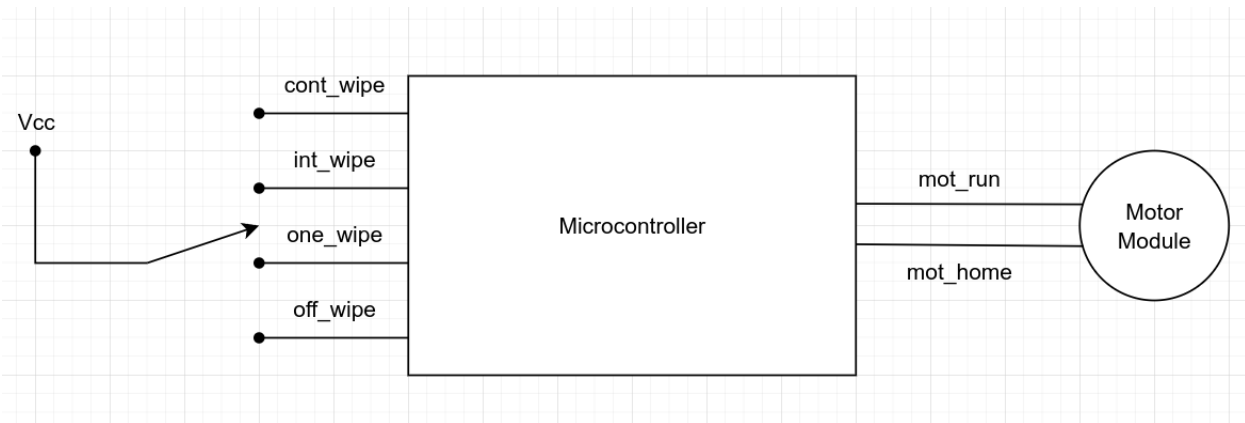 Vcc
cont_wipe
int_wipe
one_wipe
off_wipe
Microcontroller
mot_run
mot_home
Motor
Module